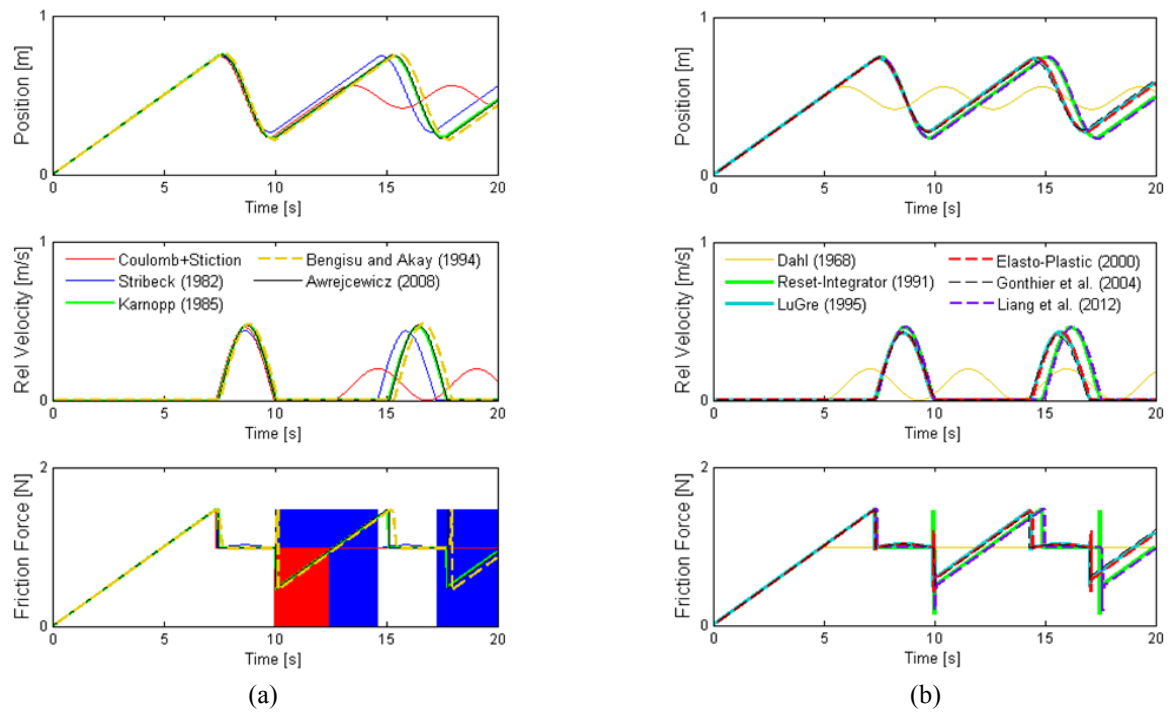 1
Position [m]
0
0 5 10 15 20
Time [s]
1
Rel Velocity [m/s]
Coulomb+Stiction
Stribeck (1982)
Karnopp (1985)
Bengisu and Akay (1994)
Awrejcewicz (2008)
0
0 5 10 15 20
Time [s]
2
Friction Force [N]
1
0
0 5 10 15 20
Time [s]
(a)
1
Position [m]
0
0 5 10 15 20
Time [s]
1
Rel Velocity [m/s]
Dahl (1968)
Reset-Integrator (1991)
LuGre (1995)
Elasto-Plastic (2000)
Gonthier et al. (2004)
Liang et al. (2012)
0
0 5 10 15 20
Time [s]
2
Friction Force [N]
1
0
0 5 10 15 20
Time [s]
(b)